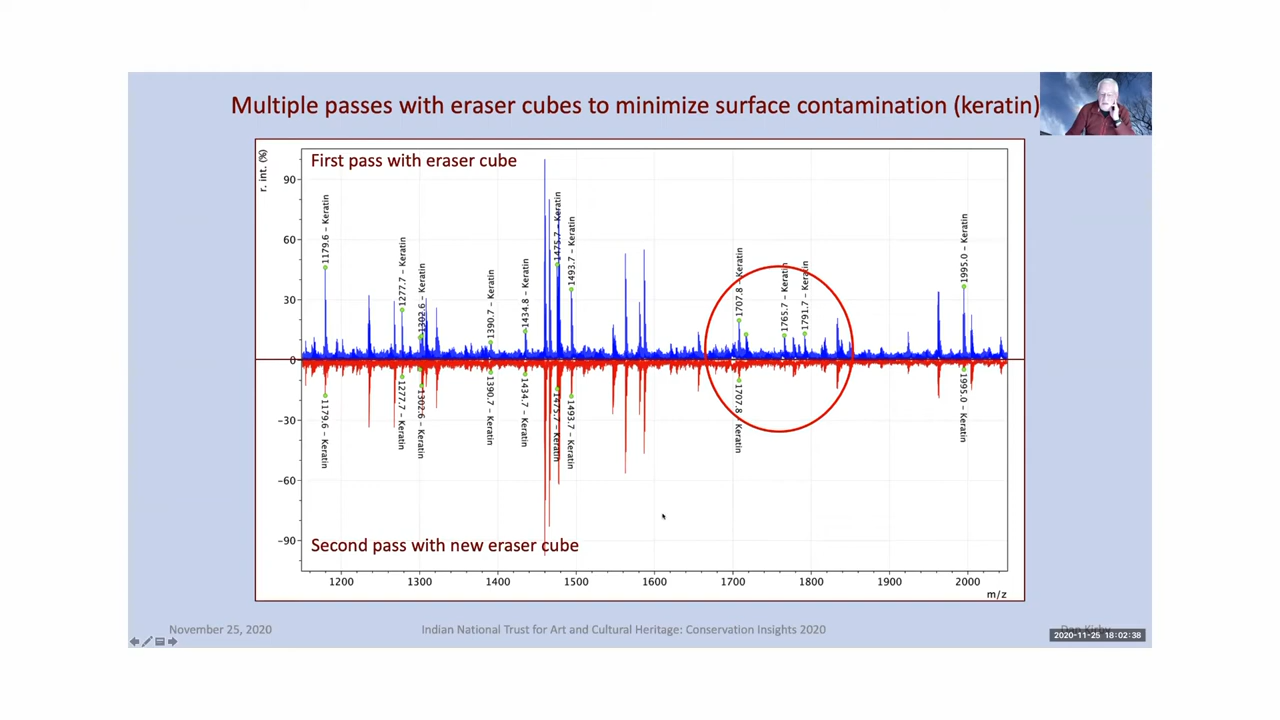 Multiple passes with eraser cubes to minimize surface contamination (keratin)
r. int. (%)
First pass with eraser cube
90
60
30
0
-30
-60
-90
1179.6 – Keratin
1277.7 – Keratin
1302.6 – Keratin
1390.7 – Keratin
1434.8 – Keratin
1475.7 – Keratin
1493.7 – Keratin
1707.8 – Keratin
1765.7 – Keratin
1791.7 – Keratin
1995.0 – Keratin
1179.6 – Keratin
1277.7 – Keratin
1302.6 – Keratin
1390.7 – Keratin
1434.7 – Keratin
1475.7 – Keratin
1493.7 – Keratin
1707.8 – Keratin
1995.0 – Keratin
Second pass with new eraser cube
1200 1300 1400 1500 1600 1700 1800 1900 2000
m/z
November 25, 2020
Indian National Trust for Art and Cultural Heritage: Conservation Insights 2020
2020-11-25 18:02:38